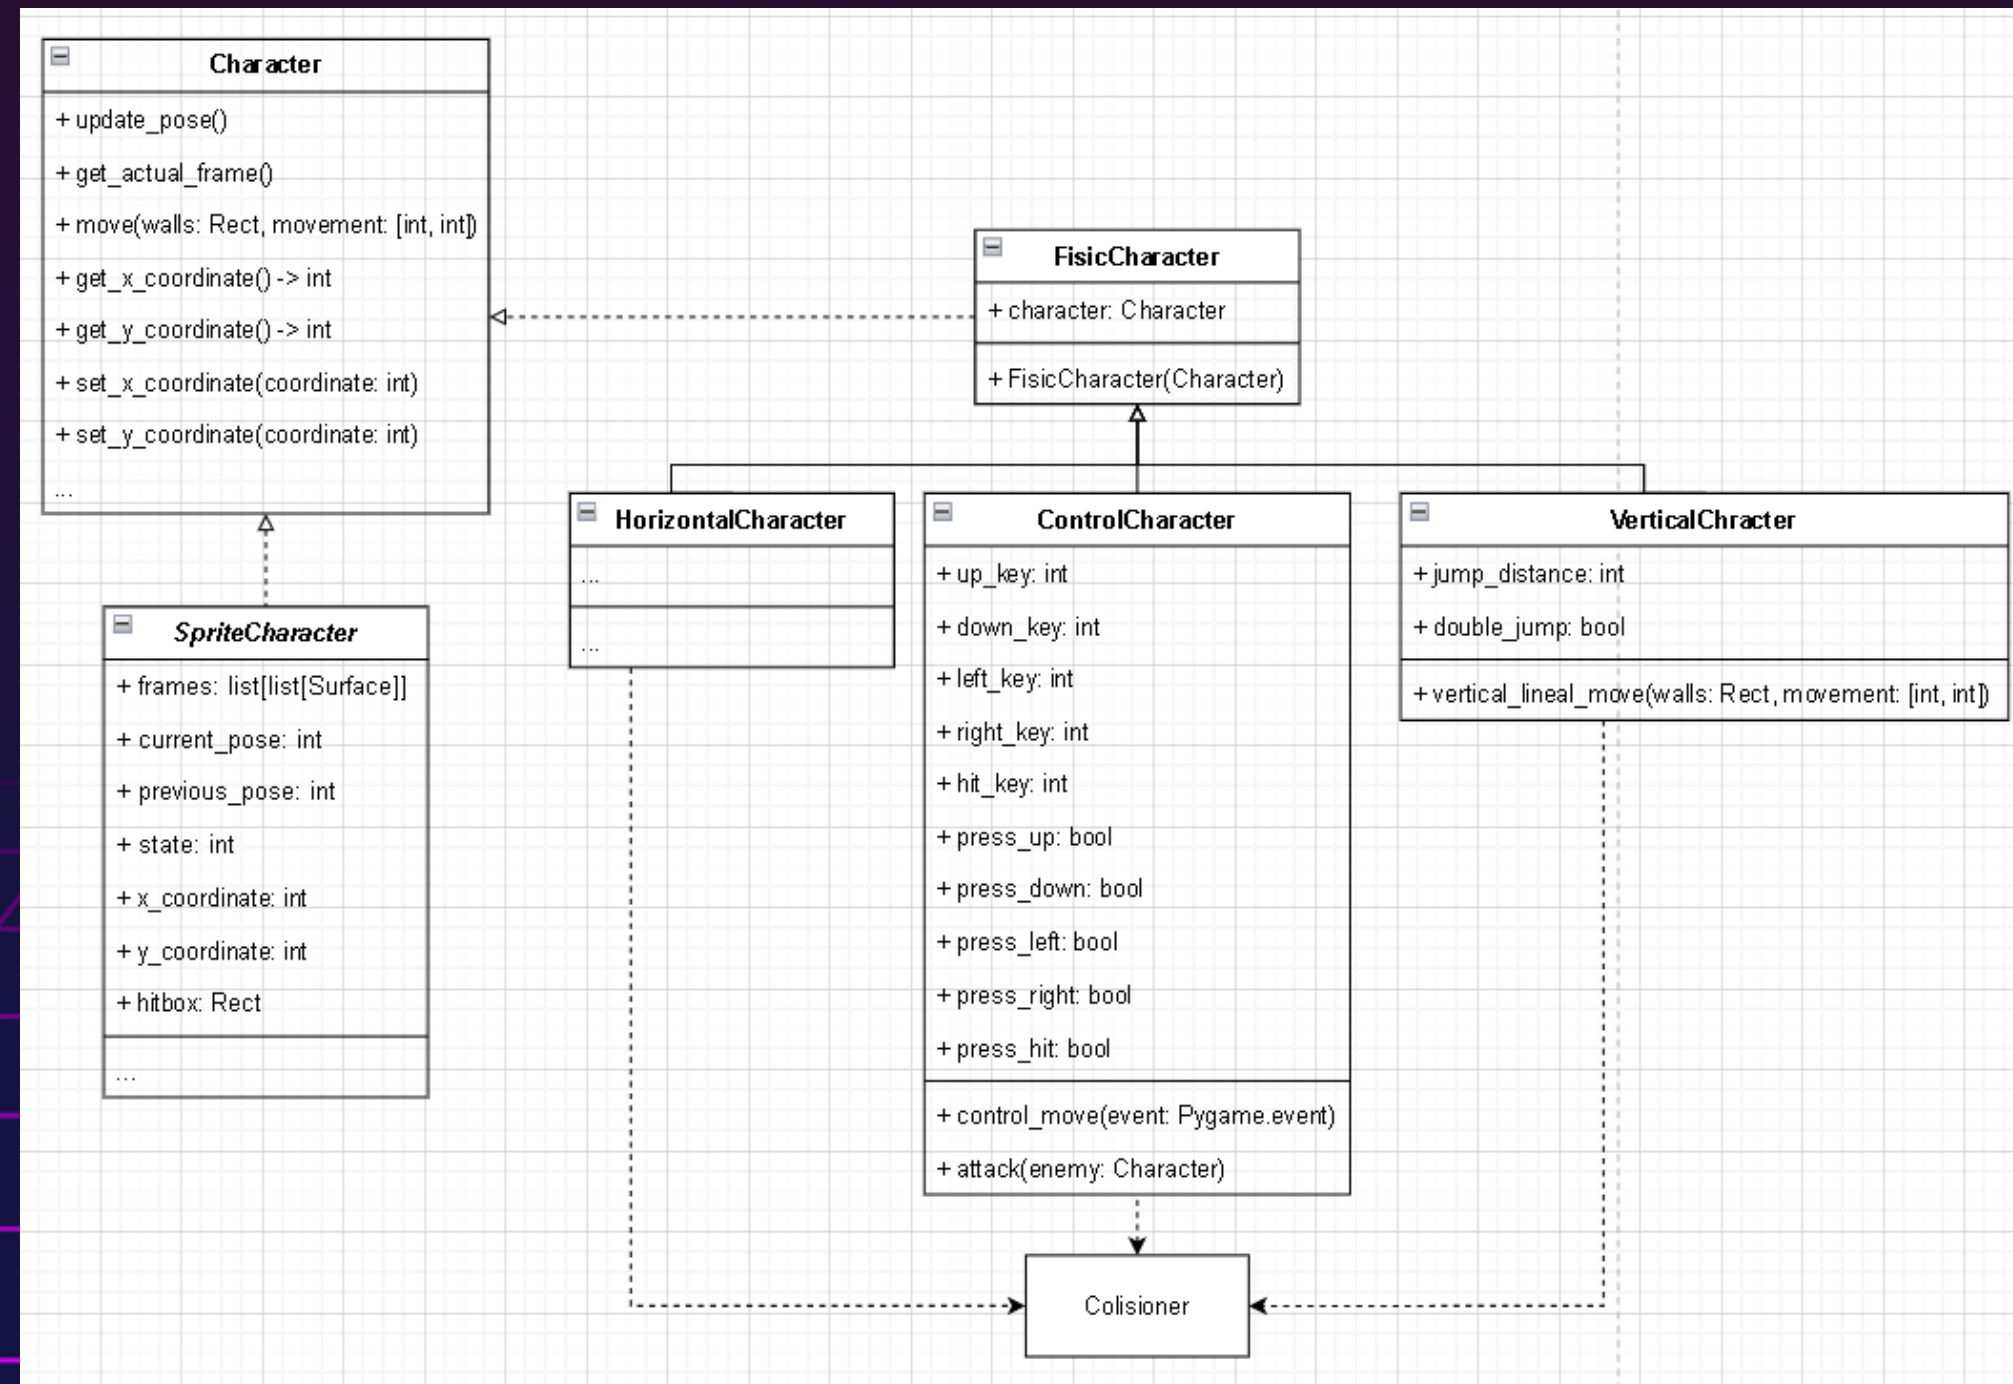 Character
+ update_pose()
+ get_actual_frame()
+ move(walls: Rect, movement: [int, int])
+ get_x_coordinate() -> int
+ get_y_coordinate() -> int
+ set_x_coordinate(coordinate: int)
+ set_y_coordinate(coordinate: int)
...
SpriteCharacter
+ frames: list[list[Surface]]
+ current_pose: int
+ previous_pose: int
+ state: int
+ x_coordinate: int
+ y_coordinate: int
+ hitbox: Rect
...
FisicCharacter
+ character: Character
+ FisicCharacter(Character)
HorizontalCharacter
...
...
ControlCharacter
+ up_key: int
+ down_key: int
+ left_key: int
+ right_key: int
+ hit_key: int
+ press_up: bool
+ press_down: bool
+ press_left: bool
+ press_right: bool
+ press_hit: bool
+ control_move(event: Pygame.event)
+ attack(enemy: Character)
VerticalChracter
+ jump_distance: int
+ double_jump: bool
+ vertical_lineal_move(walls: Rect, movement: [int, int])
Colisioner